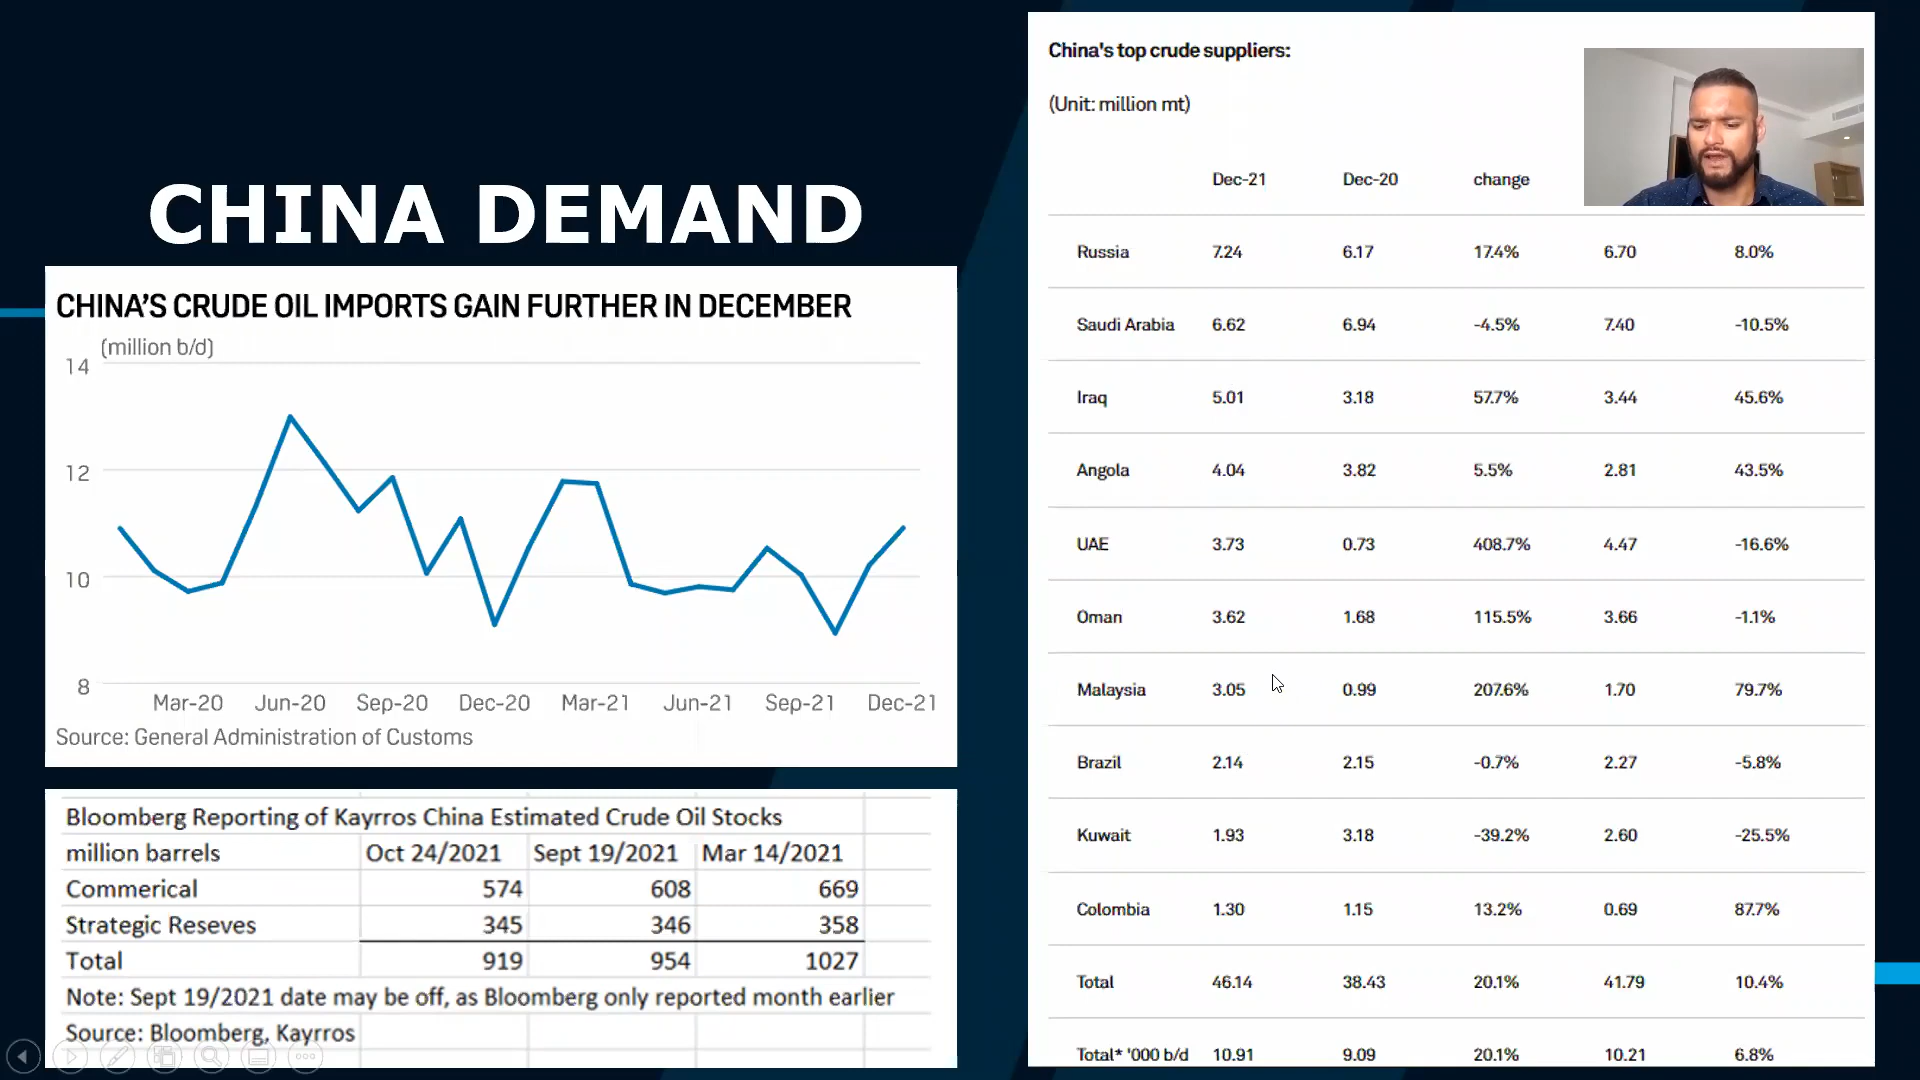 CHINA DEMAND
CHINA'S CRUDE OIL IMPORTS GAIN FURTHER IN DECEMBER
(million b/d)
14
12
10
8
Mar-20 Jun-20 Sep-20 Dec-20 Mar-21 Jun-21 Sep-21 Dec-21
Source: General Administration of Customs
Bloomberg Reporting of Kayrros China Estimated Crude Oil Stocks
million barrels Oct 24/2021 Sept 19/2021 Mar 14/2021
Commerical 574 608 669
Strategic Reseves 345 346 358
Total 919 954 1027
Note: Sept 19/2021 date may be off, as Bloomberg only reported month earlier
Source: Bloomberg, Kayrros
China's top crude suppliers:
(Unit: million mt)
Dec-21 Dec-20 change
Russia 7.24 6.17 17.4% 6.70 8.0%
Saudi Arabia 6.62 6.94 -4.5% 7.40 -10.5%
Iraq 5.01 3.18 57.7% 3.44 45.6%
Angola 4.04 3.82 5.5% 2.81 43.5%
UAE 3.73 0.73 408.7% 4.47 -16.6%
Oman 3.62 1.68 115.5% 3.66 -1.1%
Malaysia 3.05 0.99 207.6% 1.70 79.7%
Brazil 2.14 2.15 -0.7% 2.27 -5.8%
Kuwait 1.93 3.18 -39.2% 2.60 -25.5%
Colombia 1.30 1.15 13.2% 0.69 87.7%
Total 46.14 38.43 20.1% 41.79 10.4%
Total* '000 b/d 10.91 9.09 20.1% 10.21 6.8%